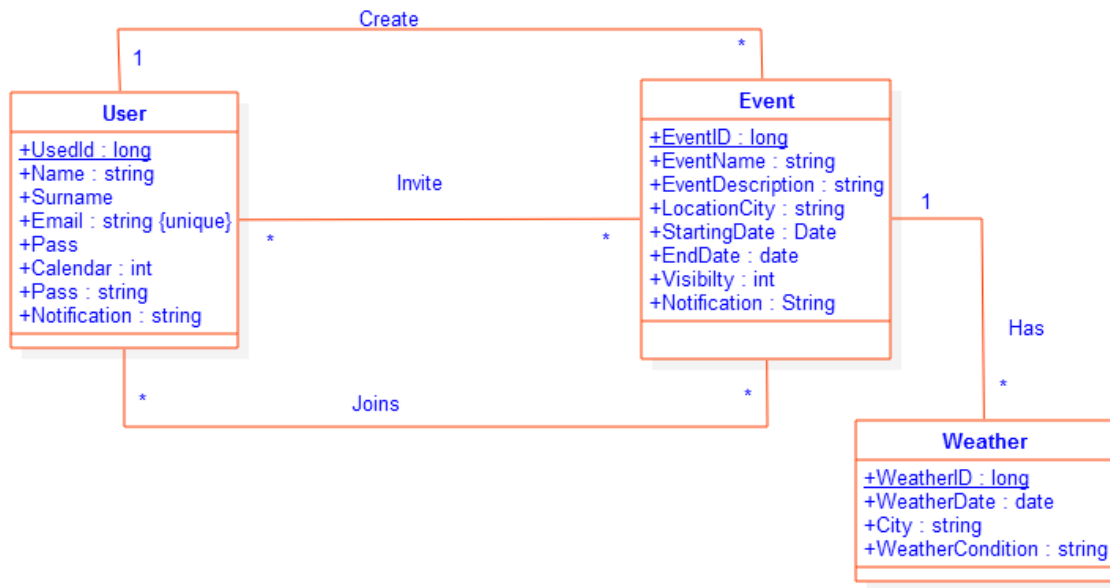 Create
1
*
User
+UsedId : long
+Name : string
+Surname
+Email : string {unique}
+Pass
+Calendar : int
+Pass : string
+Notification : string
Invite
*
*
Event
+EventID : long
+EventName : string
+EventDescription : string
+LocationCity : string
+StartingDate : Date
+EndDate : date
+Visibilty : int
+Notification : String
1
Has
*
*
Joins
*
Weather
+WeatherID : long
+WeatherDate : date
+City : string
+WeatherCondition : string